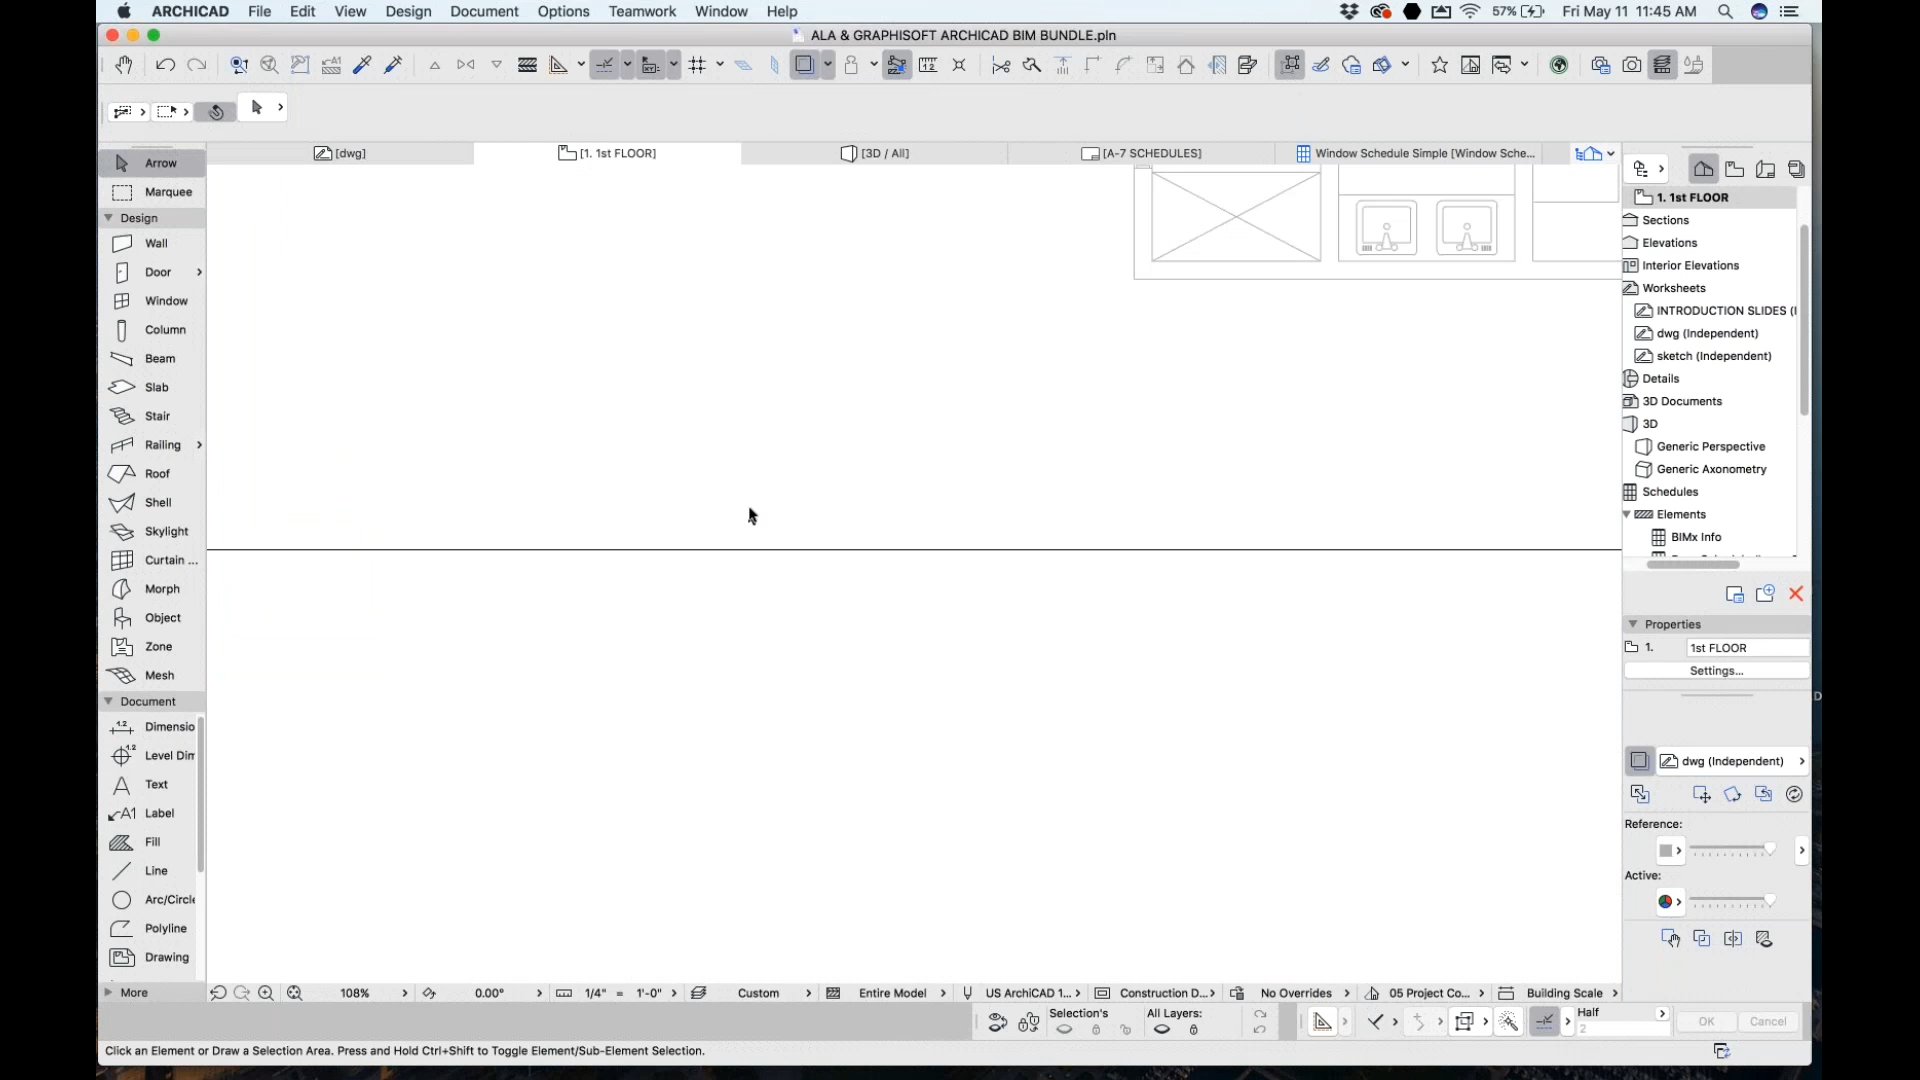 ARCHICAD File Edit View Design Document Options Teamwork Window Help 57% Fri May 11 11:45 AM
ALA & GRAPHISOFT ARCHICAD BIM BUNDLE.pln
[dwg] [1. 1st FLOOR] [3D / All] [A-7 SCHEDULES] Window Schedule Simple [Window Sche...
Arrow
Marquee
Design
Wall
Door
Window
Column
Beam
Slab
Stair
Railing
Roof
Shell
Skylight
Curtain ...
Morph
Object
Zone
Mesh
Document
Dimensio
Level Dim
Text
Label
Fill
Line
Arc/Circle
Polyline
Drawing
More
1. 1st FLOOR
Sections
Elevations
Interior Elevations
Worksheets
INTRODUCTION SLIDES (I
dwg (Independent)
sketch (Independent)
Details
3D Documents
3D
Generic Perspective
Generic Axonometry
Schedules
Elements
BIMx Info
Properties
1. 1st FLOOR
Settings...
dwg (Independent)
Reference:
Active:
108% 0.00° 1/4" = 1'-0" Custom Entire Model US ArchiCAD 1... Construction D... No Overrides 05 Project Co... Building Scale
Selection's All Layers: Half
2 OK Cancel
Click an Element or Draw a Selection Area. Press and Hold Ctrl+Shift to Toggle Element/Sub-Element Selection.